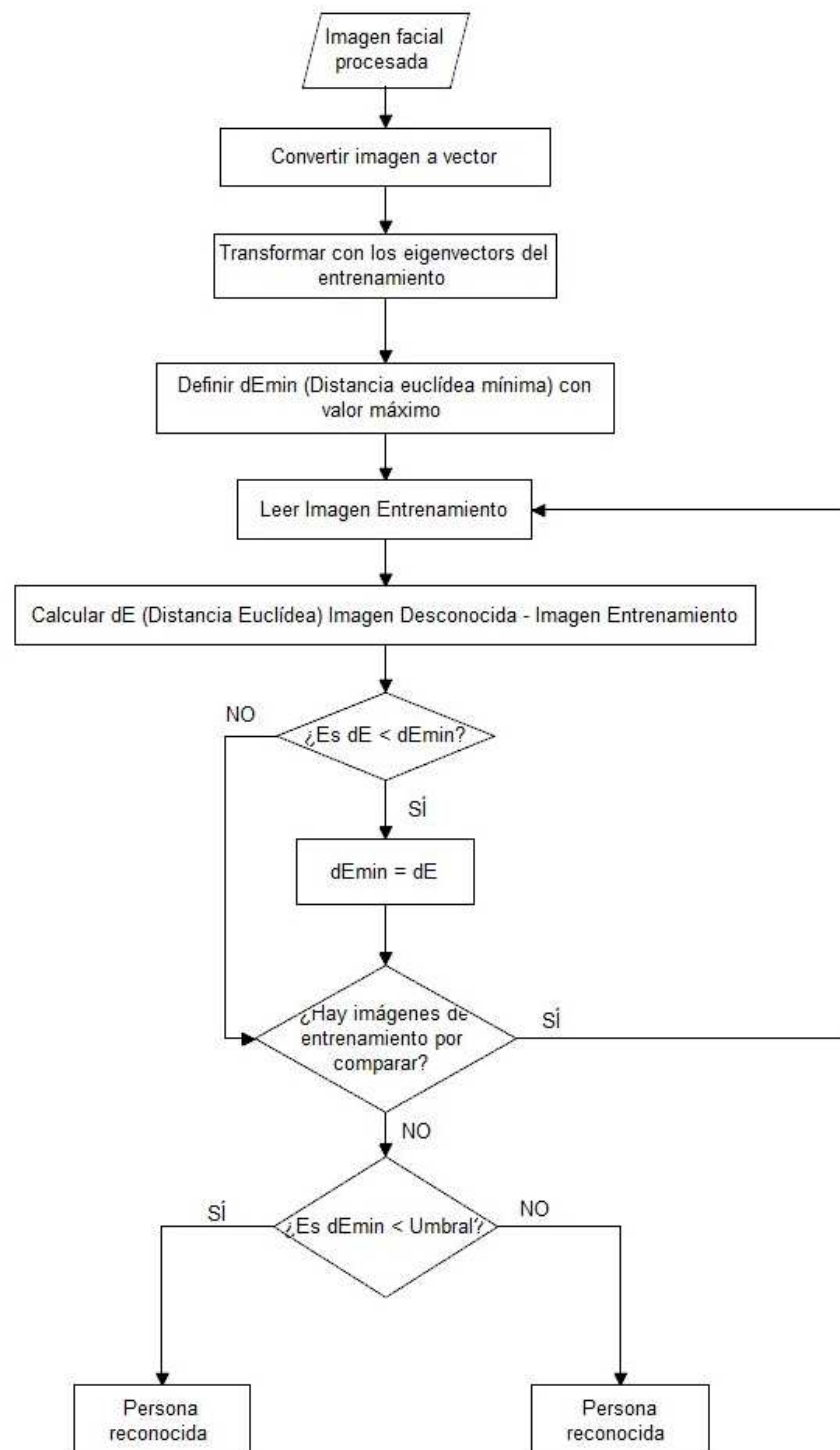 Imagen facial
procesada
Convertir imagen a vector
Transformar con los eigenvectors del
entrenamiento
Definir dEmin (Distancia euclídea mínima) con
valor máximo
Leer Imagen Entrenamiento
Calcular dE (Distancia Euclídea) Imagen Desconocida - Imagen Entrenamiento
NO
¿Es dE < dEmin?
SÍ
dEmin = dE
¿Hay imágenes de
entrenamiento por
comparar?
SÍ
NO
SÍ
¿Es dEmin < Umbral?
NO
Persona
reconocida
Persona
reconocida